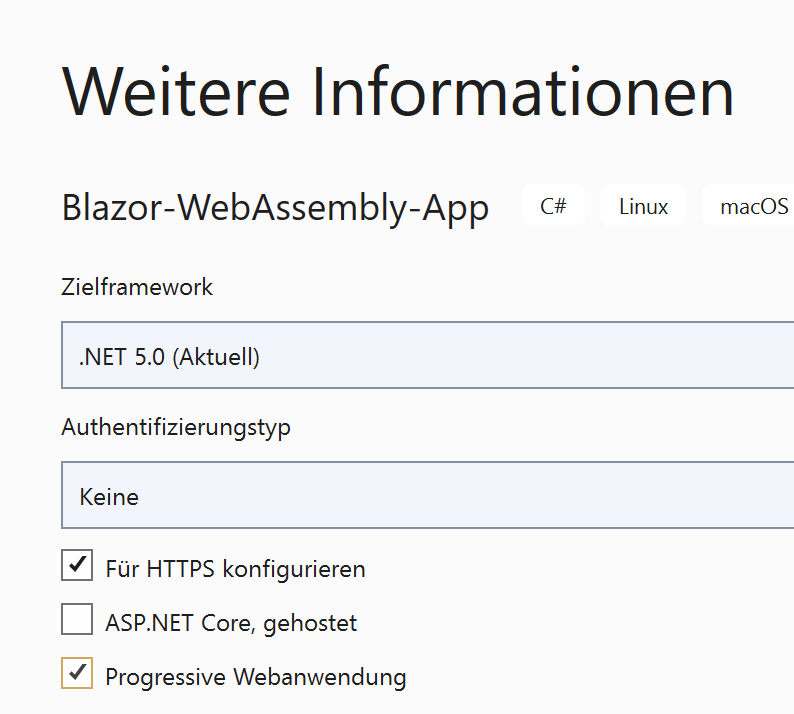 Weitere Informationen
Blazor-WebAssembly-App C# Linux macOS
Zielframework
.NET 5.0 (Aktuell)
Authentifizierungstyp
Keine
Für HTTPS konfigurieren
ASP.NET Core, gehostet
Progressive Webanwendung